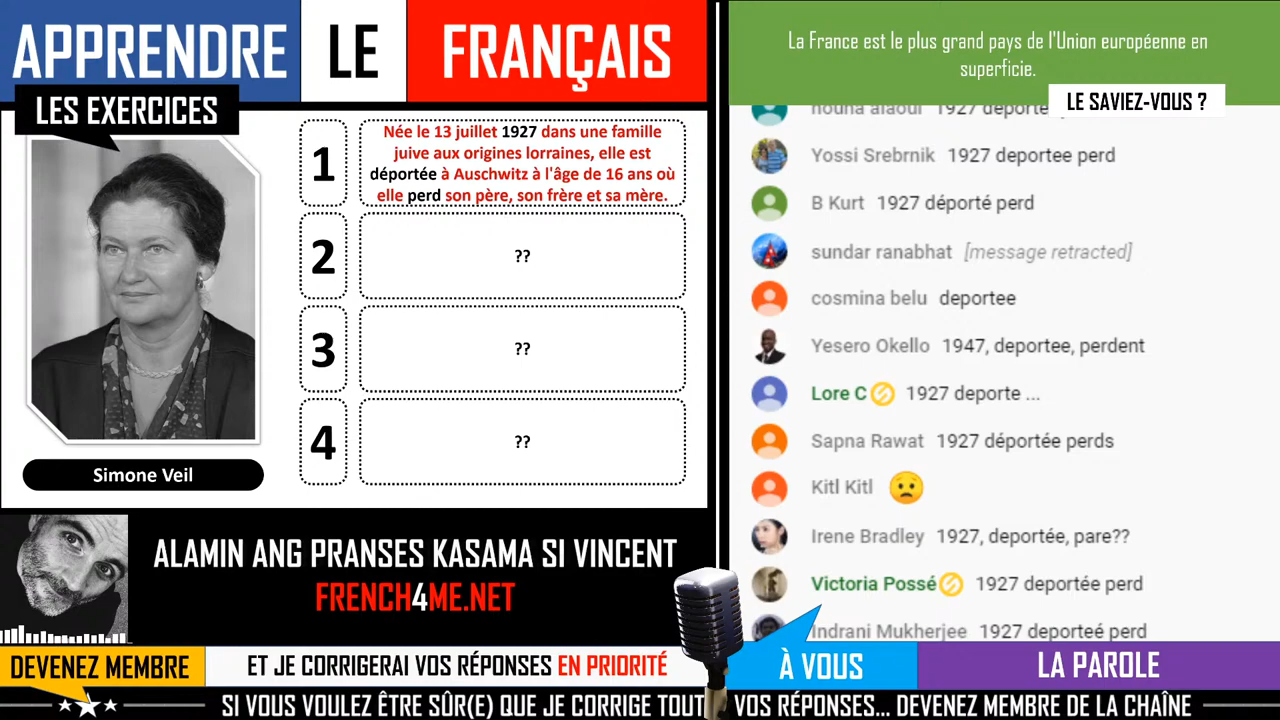 APPRENDRE LE FRANÇAIS
LES EXERCICES
1
Née le 13 juillet 1927 dans une famille
juive aux origines lorraines, elle est
déportée à Auschwitz à l'âge de 16 ans où
elle perd son père, son frère et sa mère.
2
??
3
??
4
??
Simone Veil
ALAMIN ANG PRANSES KASAMA SI VINCENT
FRENCH4ME.NET
DEVENEZ MEMBRE
ET JE CORRIGERAI VOS RÉPONSES EN PRIORITÉ
La France est le plus grand pays de l'Union européenne en
superficie.
LE SAVIEZ-VOUS ?
nouha alaoui 1927 déporté
Yossi Srebrnik 1927 deportee perd
B Kurt 1927 déporté perd
sundar ranabhat [message retracted]
cosmina belu deportee
Yesero Okello 1947, deportee, perdent
Lore C 1927 deporte ...
Sapna Rawat 1927 déportée perds
Kitl Kitl
Irene Bradley 1927, deportée, pare??
Victoria Possé 1927 deportée perd
Indrani Mukherjee 1927 deporteé perd
À VOUS
LA PAROLE
SI VOUS VOULEZ ÊTRE SÛR(E) QUE JE CORRIGE TOUT VOS RÉPONSES... DEVENEZ MEMBRE DE LA CHAÎNE